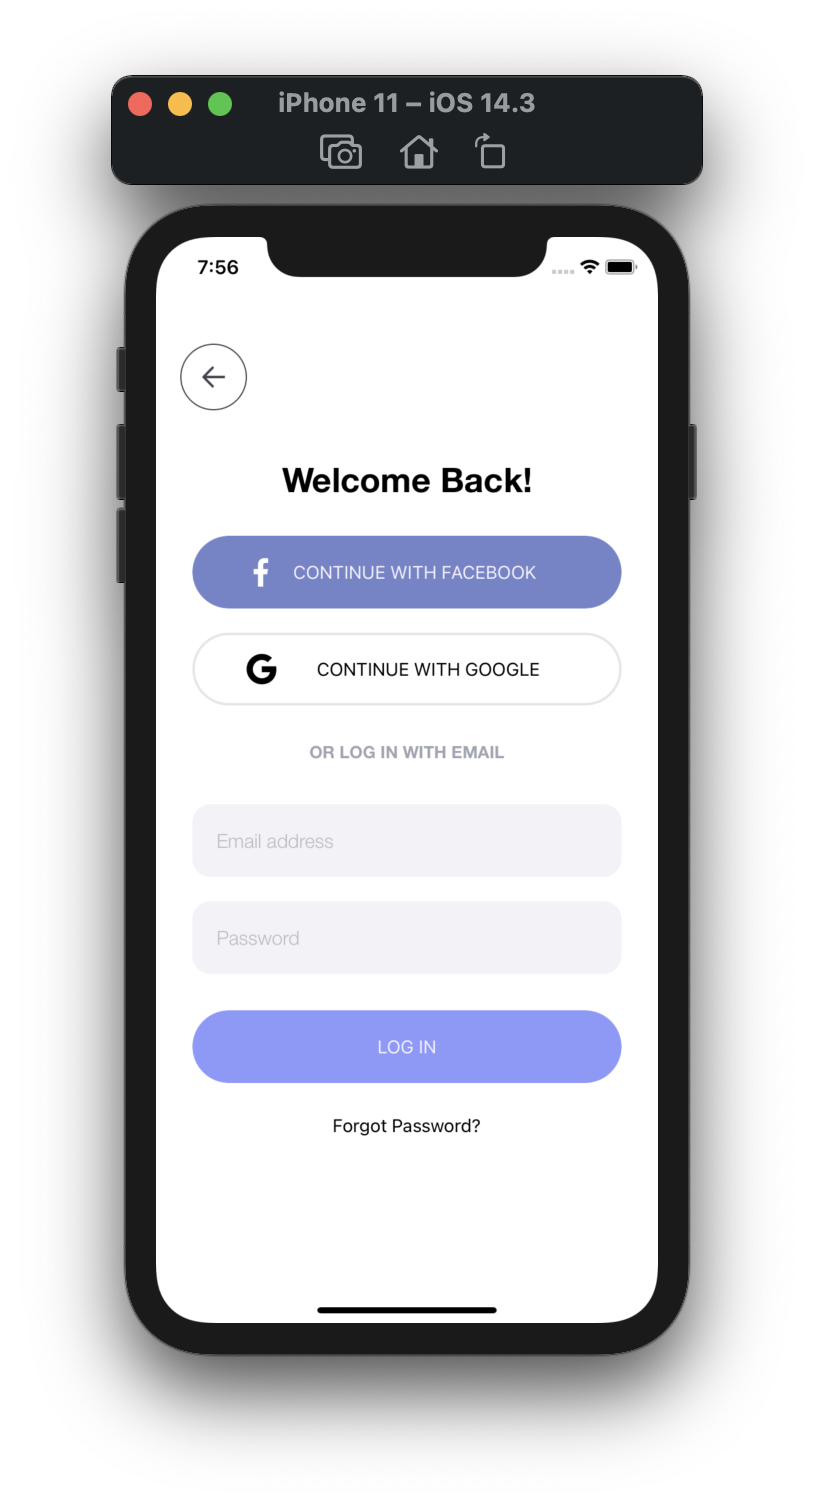 iPhone 11 – iOS 14.3
7:56
Welcome Back!
CONTINUE WITH FACEBOOK
CONTINUE WITH GOOGLE
OR LOG IN WITH EMAIL
Email address
Password
LOG IN
Forgot Password?